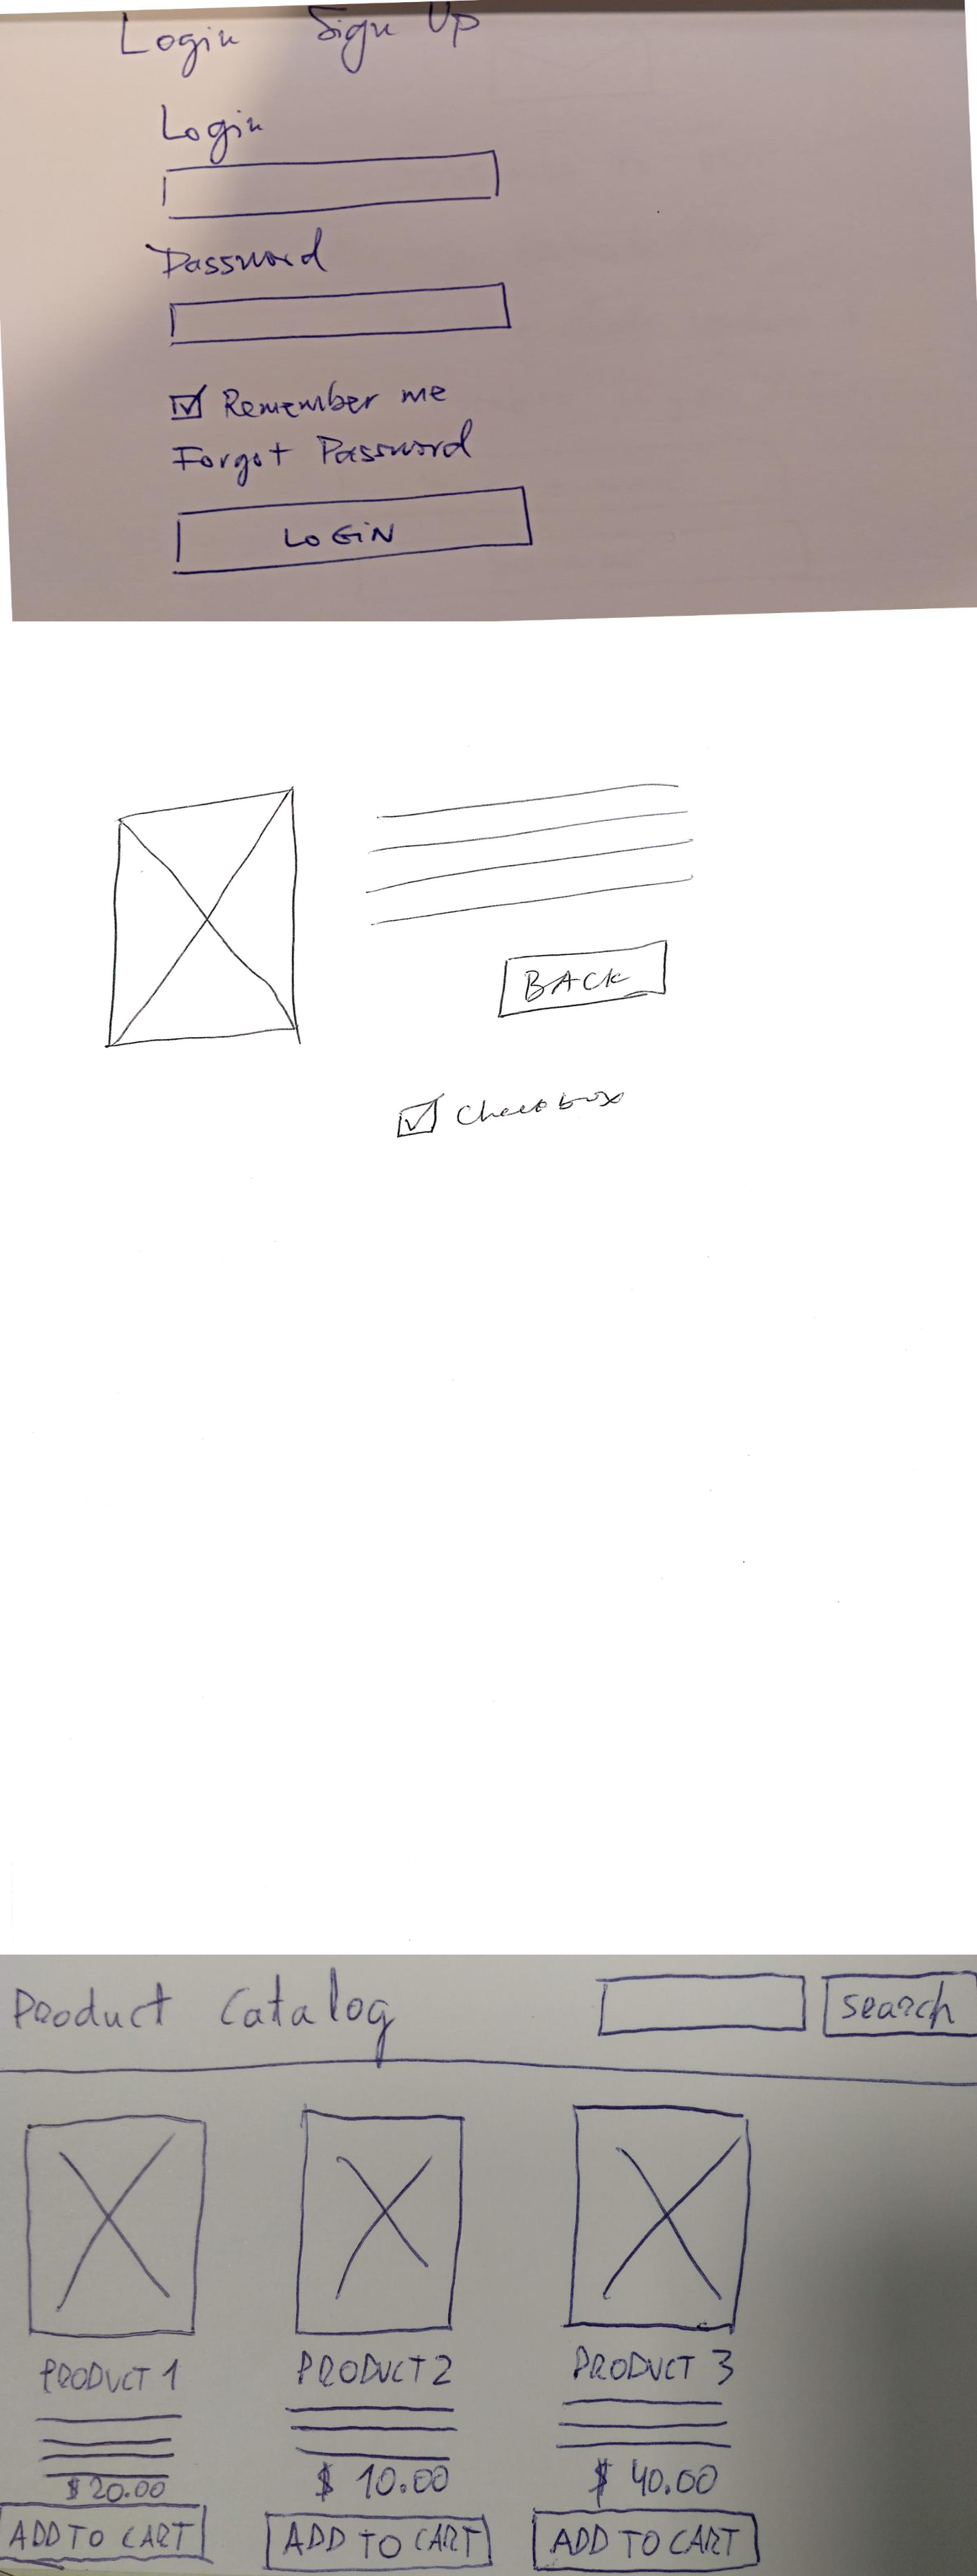 Login Sign Up
Login
Password
Remember me
Forgot Password
LOGIN
BACK
Checkbox
Product Catalog
search
PRODUCT 1 PRODUCT 2 PRODUCT 3
$20.00 $ 10.00 $ 40.00
ADD TO CART ADD TO CART ADD TO CART